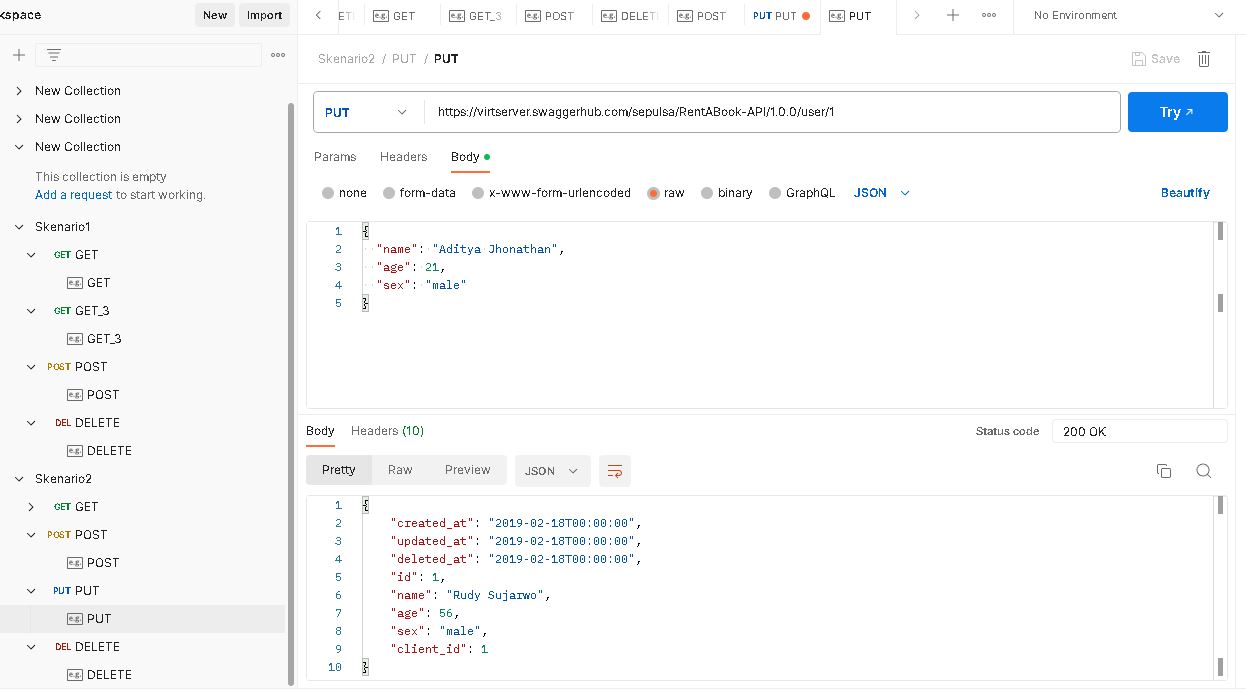 kspace
New Import
GET GET_3 POST DELET POST PUT PUT PUT No Environment
Skenario2 / PUT / PUT
Save
New Collection
New Collection
New Collection
This collection is empty
Add a request to start working.
Skenario1
GET GET
e.g. GET
GET GET_3
e.g. GET_3
POST POST
e.g. POST
DEL DELETE
e.g. DELETE
Skenario2
GET GET
POST POST
e.g. POST
PUT PUT
e.g. PUT
DEL DELETE
e.g. DELETE
PUT https://virtserver.swaggerhub.com/sepulsa/RentABook-API/1.0.0/user/1 Try
Params Headers Body
none form-data x-www-form-urlencoded raw binary GraphQL JSON Beautify
1 {
2 "name": "Aditya Jhonathan",
3 "age": 21,
4 "sex": "male"
5 }
Body Headers (10) Status code 200 OK
Pretty Raw Preview JSON
1 {
2 "created_at": "2019-02-18T00:00:00",
3 "updated_at": "2019-02-18T00:00:00",
4 "deleted_at": "2019-02-18T00:00:00",
5 "id": 1,
6 "name": "Rudy Sujarwo",
7 "age": 56,
8 "sex": "male",
9 "client_id": 1
10 }